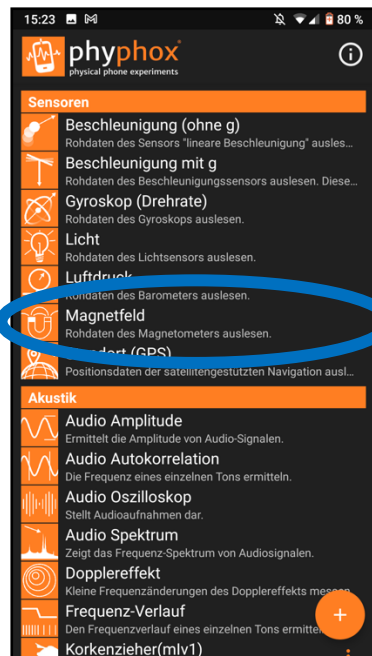 15:23
80 %
phyphox
physical phone experiments
Sensoren
Beschleunigung (ohne g)
Rohdaten des Sensors "lineare Beschleunigung" ausles…
Beschleunigung mit g
Rohdaten des Beschleunigungssensors auslesen. Diese…
Gyroskop (Drehrate)
Rohdaten des Gyroskops auslesen.
Licht
Rohdaten des Lichtsensors auslesen.
Luftdruck
Rohdaten des Barometers auslesen.
Magnetfeld
Rohdaten des Magnetometers auslesen.
(GPS)
Positionsdaten der satellitengestützten Navigation ausl…
Akustik
Audio Amplitude
Ermittelt die Amplitude von Audio-Signalen.
Audio Autokorrelation
Die Frequenz eines einzelnen Tons ermitteln.
Audio Oszilloskop
Stellt Audioaufnahmen dar.
Audio Spektrum
Zeigt das Frequenz-Spektrum von Audiosignalen.
Dopplereffekt
Kleine Frequenzänderungen des Dopplereffekts messen
Frequenz-Verlauf
Den Frequenzverlauf eines einzelnen Tons
Korkenzieher(mlv1)